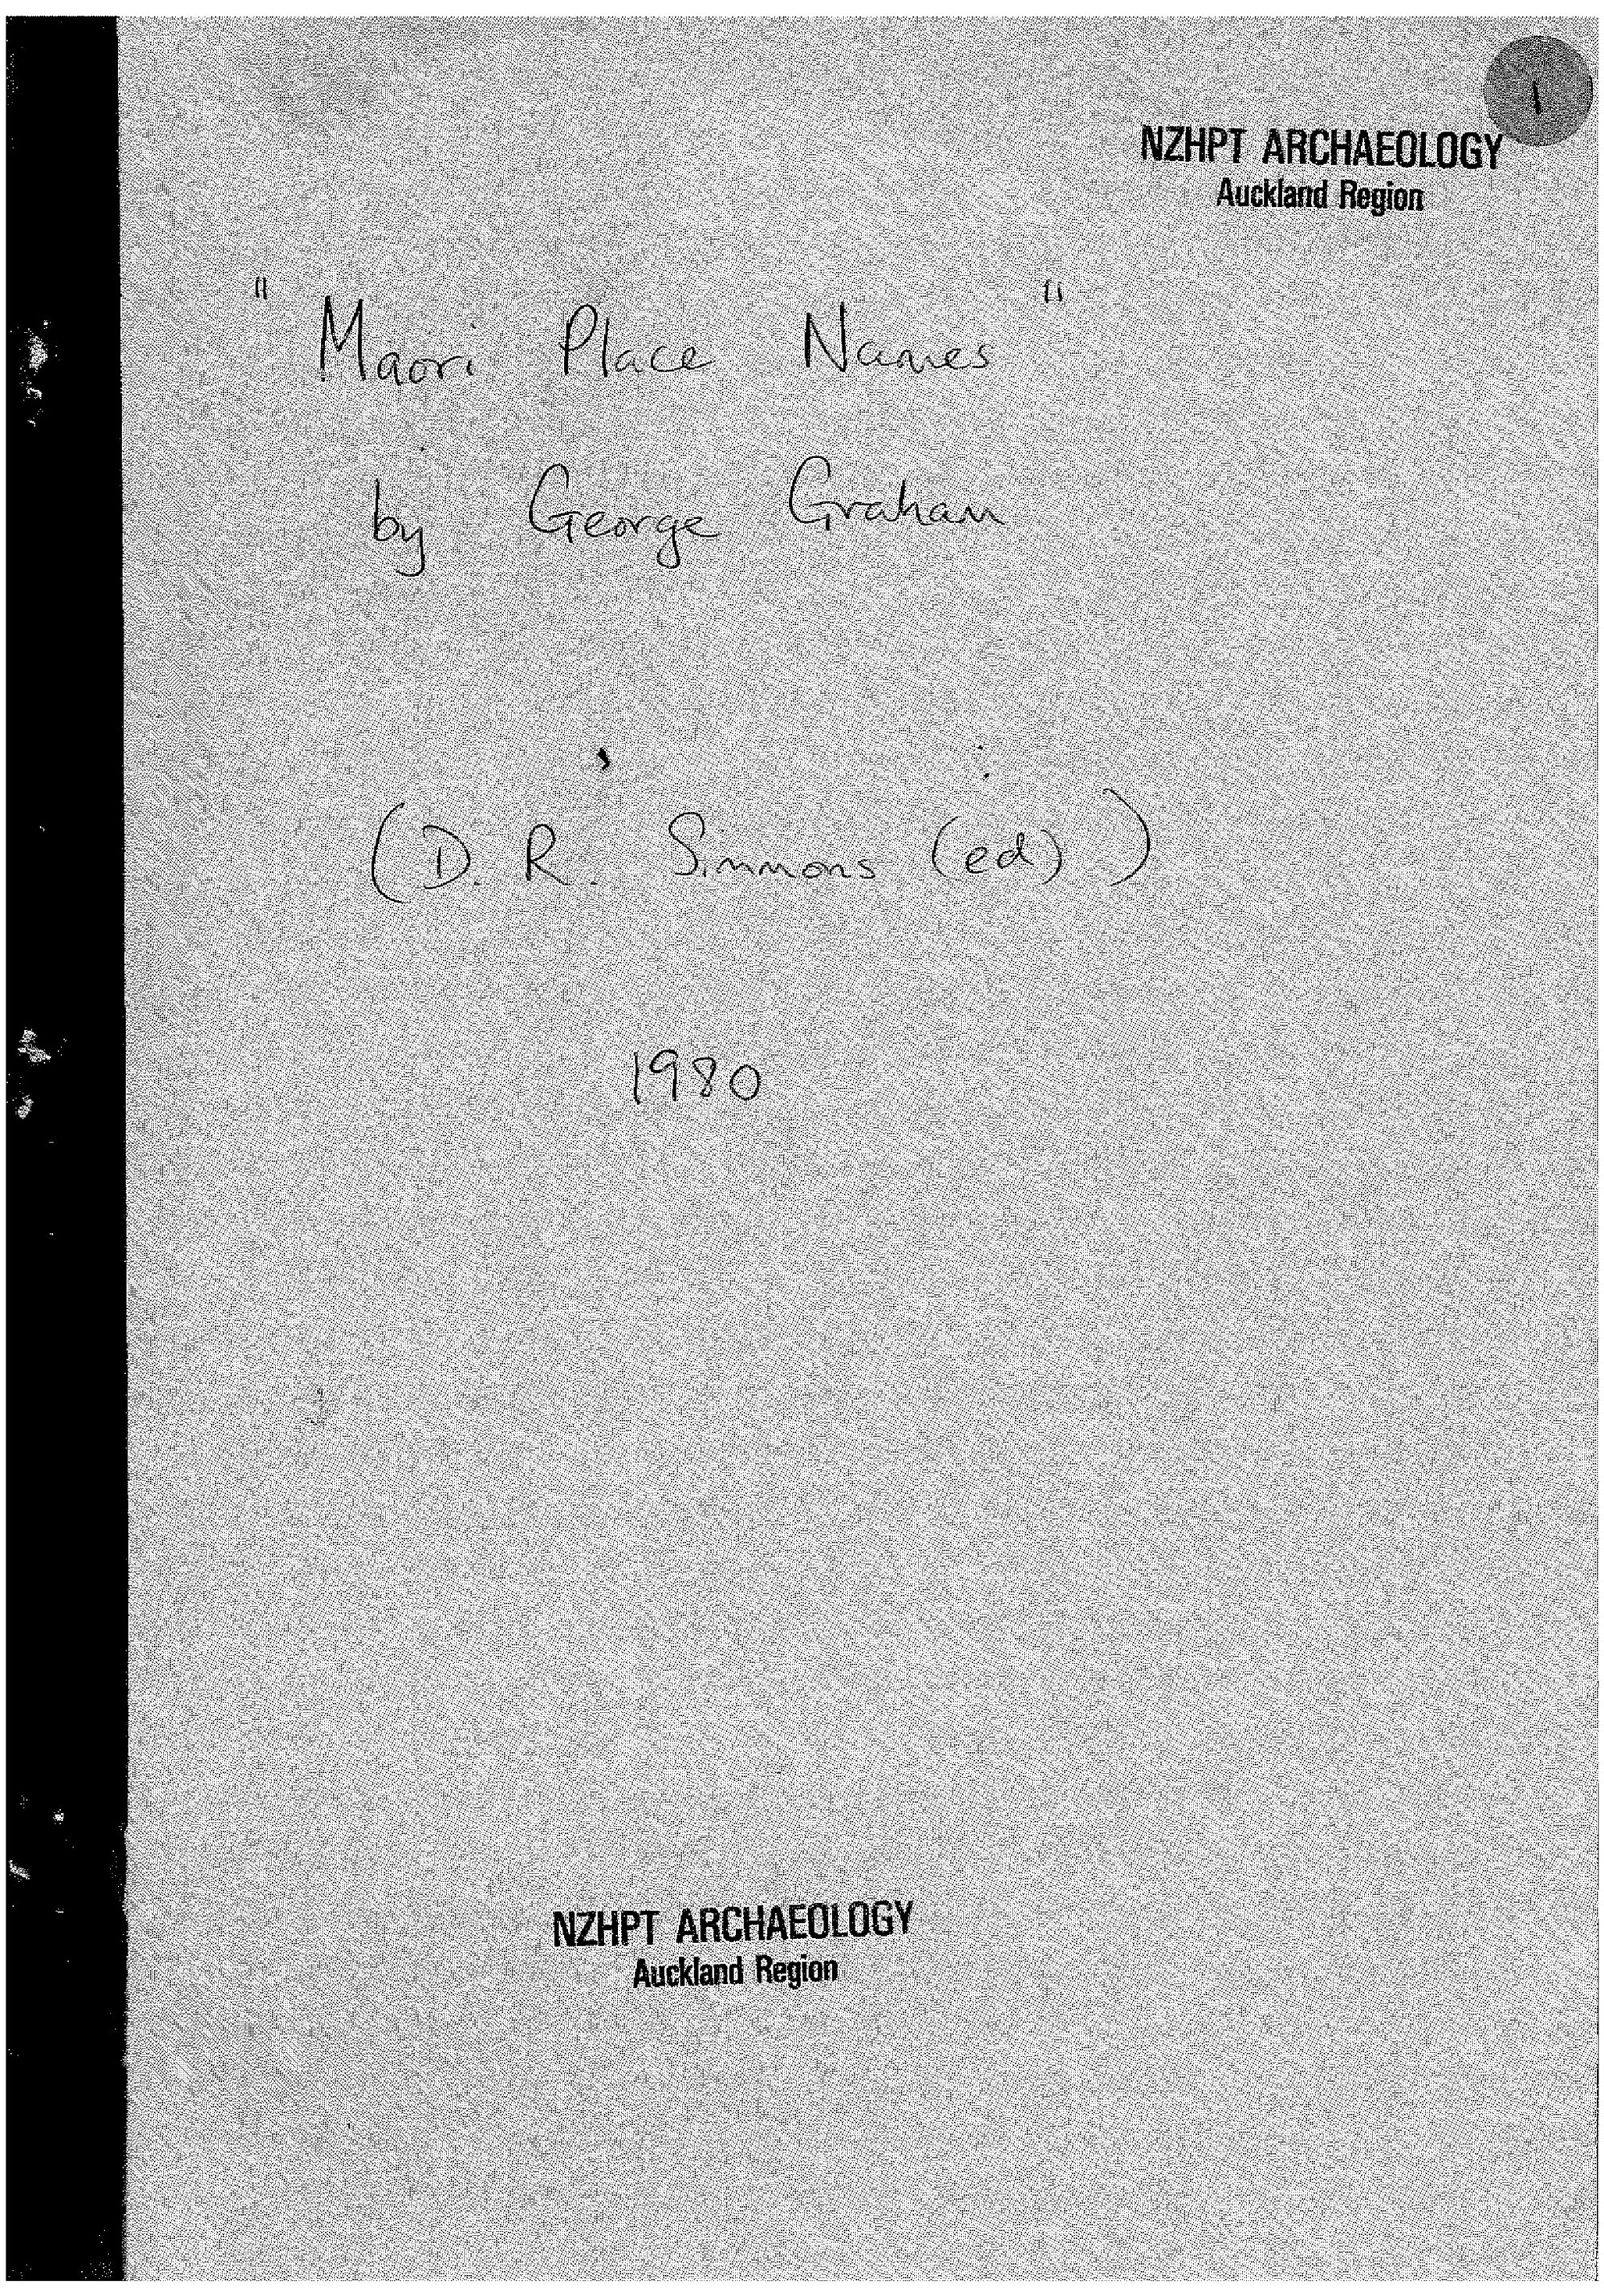 1
NZHPT ARCHAEOLOGY
Auckland Region
"Maori Place Names"
by George Graham
(D. R. Simmons (ed))
1980
NZHPT ARCHAEOLOGY
Auckland Region